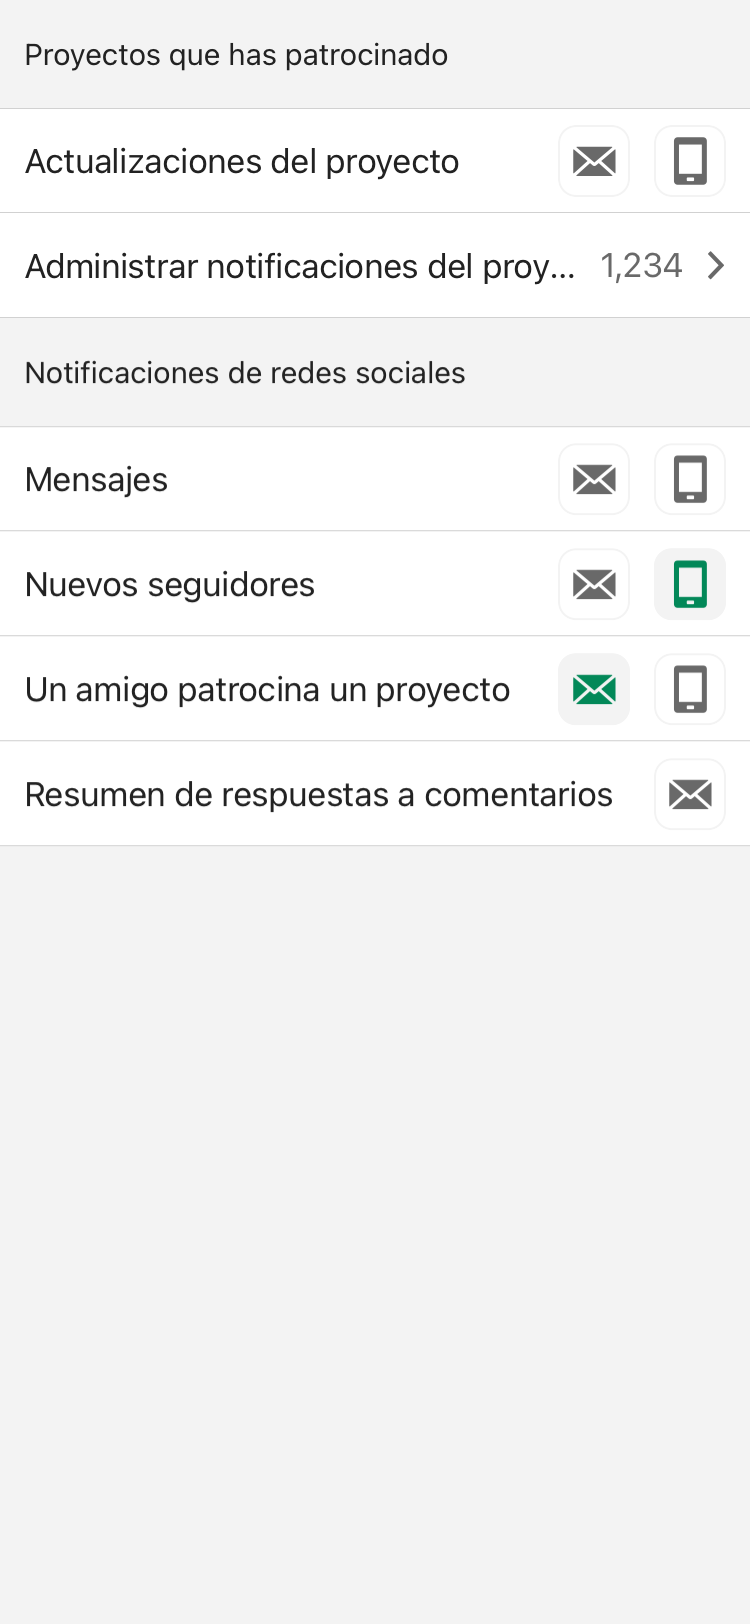 Proyectos que has patrocinado
Actualizaciones del proyecto
Administrar notificaciones del proy... 1,234
Notificaciones de redes sociales
Mensajes
Nuevos seguidores
Un amigo patrocina un proyecto
Resumen de respuestas a comentarios